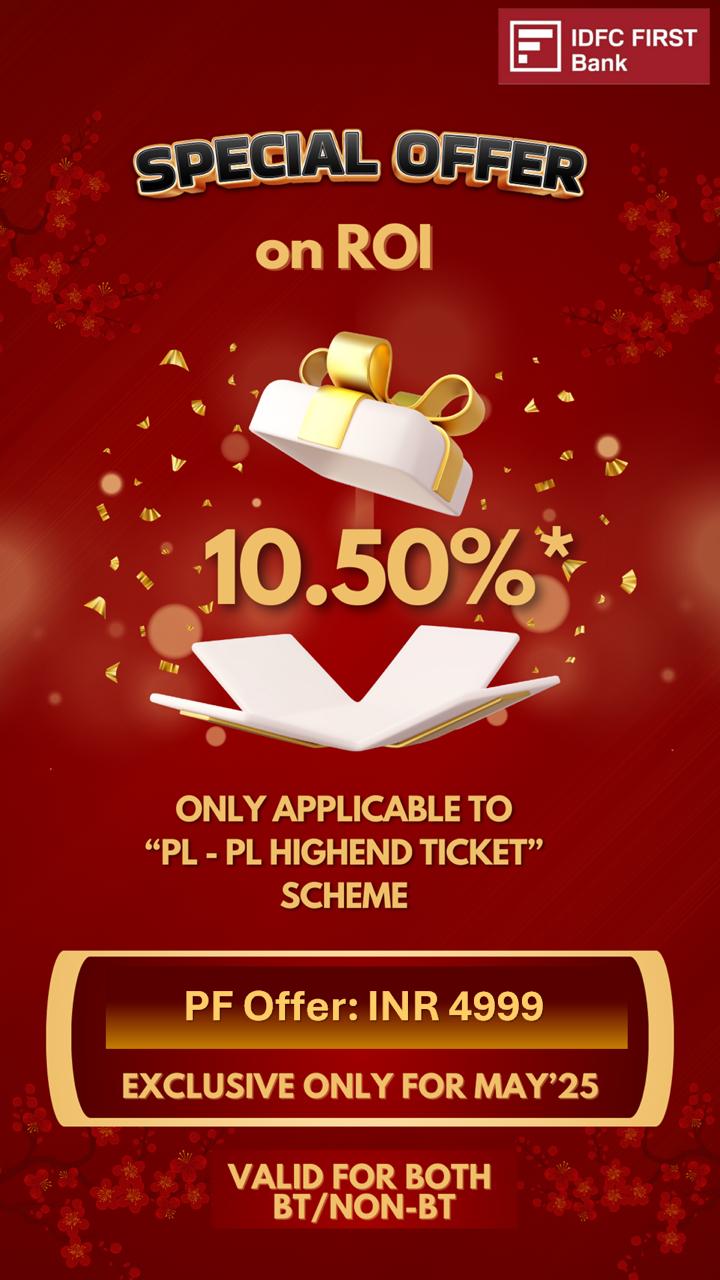 IDFC FIRST
Bank
SPECIAL OFFER
on ROI
10.50%*
ONLY APPLICABLE TO
“PL - PL HIGHEND TICKET”
SCHEME
PF Offer: INR 4999
EXCLUSIVE ONLY FOR MAY’25
VALID FOR BOTH
BT/NON-BT